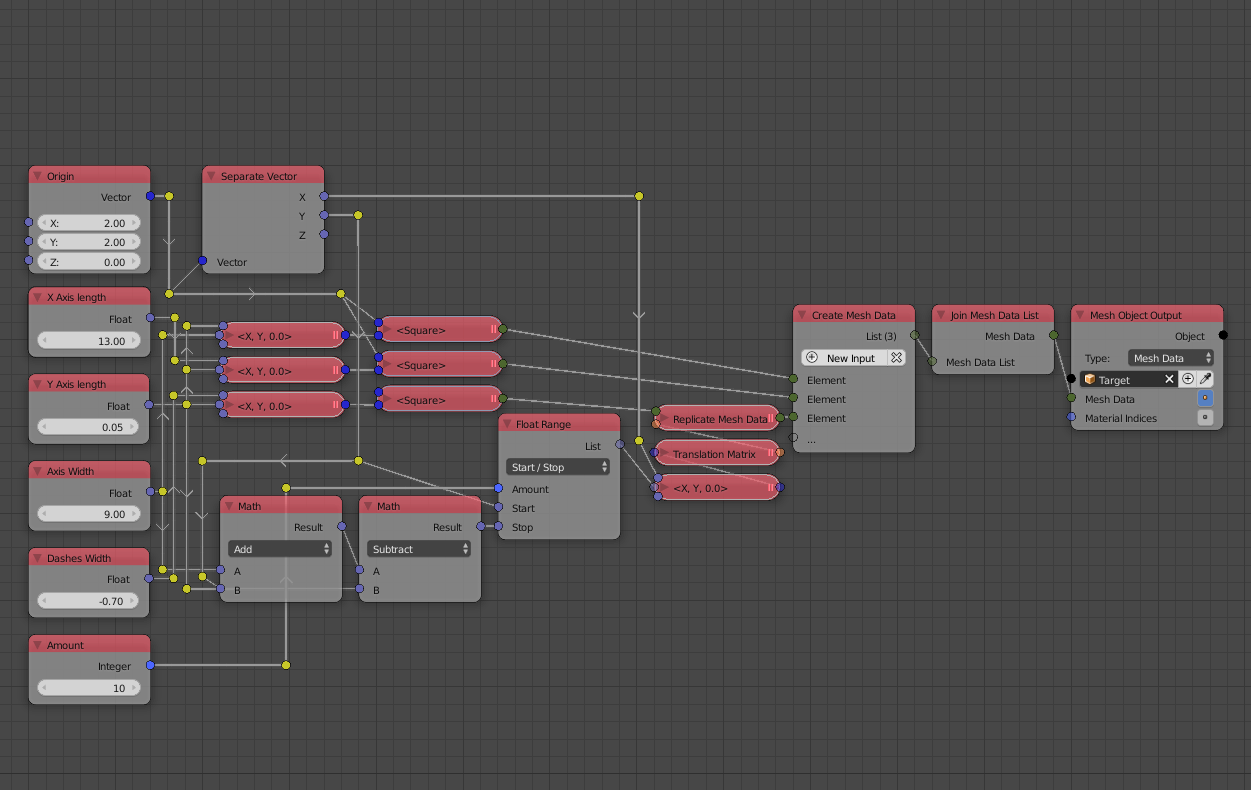 Origin
Vector
X: 2.00
Y: 2.00
Z: 0.00
Separate Vector
X
Y
Z
Vector
X Axis length
Float
13.00
Y Axis length
Float
0.05
Axis Width
Float
9.00
Dashes Width
Float
-0.70
Amount
Integer
10
<X, Y, 0.0>
<X, Y, 0.0>
<X, Y, 0.0>
<Square>
<Square>
<Square>
Math
Result
Add
A
B
Math
Result
Subtract
A
B
Float Range
List
Start / Stop
Amount
Start
Stop
Replicate Mesh Data
Translation Matrix
<X, Y, 0.0>
Create Mesh Data
List (3)
New Input
Element
Element
Element
...
Join Mesh Data List
Mesh Data
Mesh Data List
Mesh Object Output
Object
Type: Mesh Data
Target
Mesh Data
Material Indices